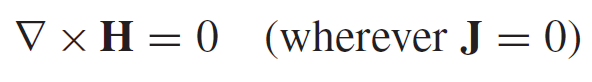 ∇ × H = 0 (wherever J = 0)